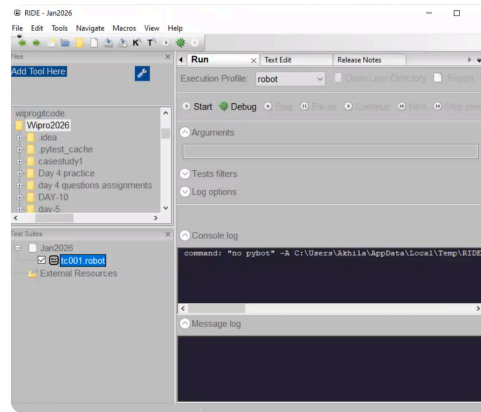 RIDE - Jan2026
File Edit Tools Navigate Macros View Help
Files
Run
Text Edit
Release Notes
Add Tool Here
Execution Profile: robot
Open Logs Directory
Start Debug Stop Pause Continue Next Step over
wiprogitcode
Wipro2026
.idea
.pytest_cache
casestudy1
Day 4 practice
day 4 questions assignments
DAY-10
day-5
Arguments
Tests filters
Log options
Test Suites
Jan2026
tc001.robot
External Resources
Console log
command: "no pybot" -A C:\Users\Akhila\AppData\Local\Temp\RIDE
Message log